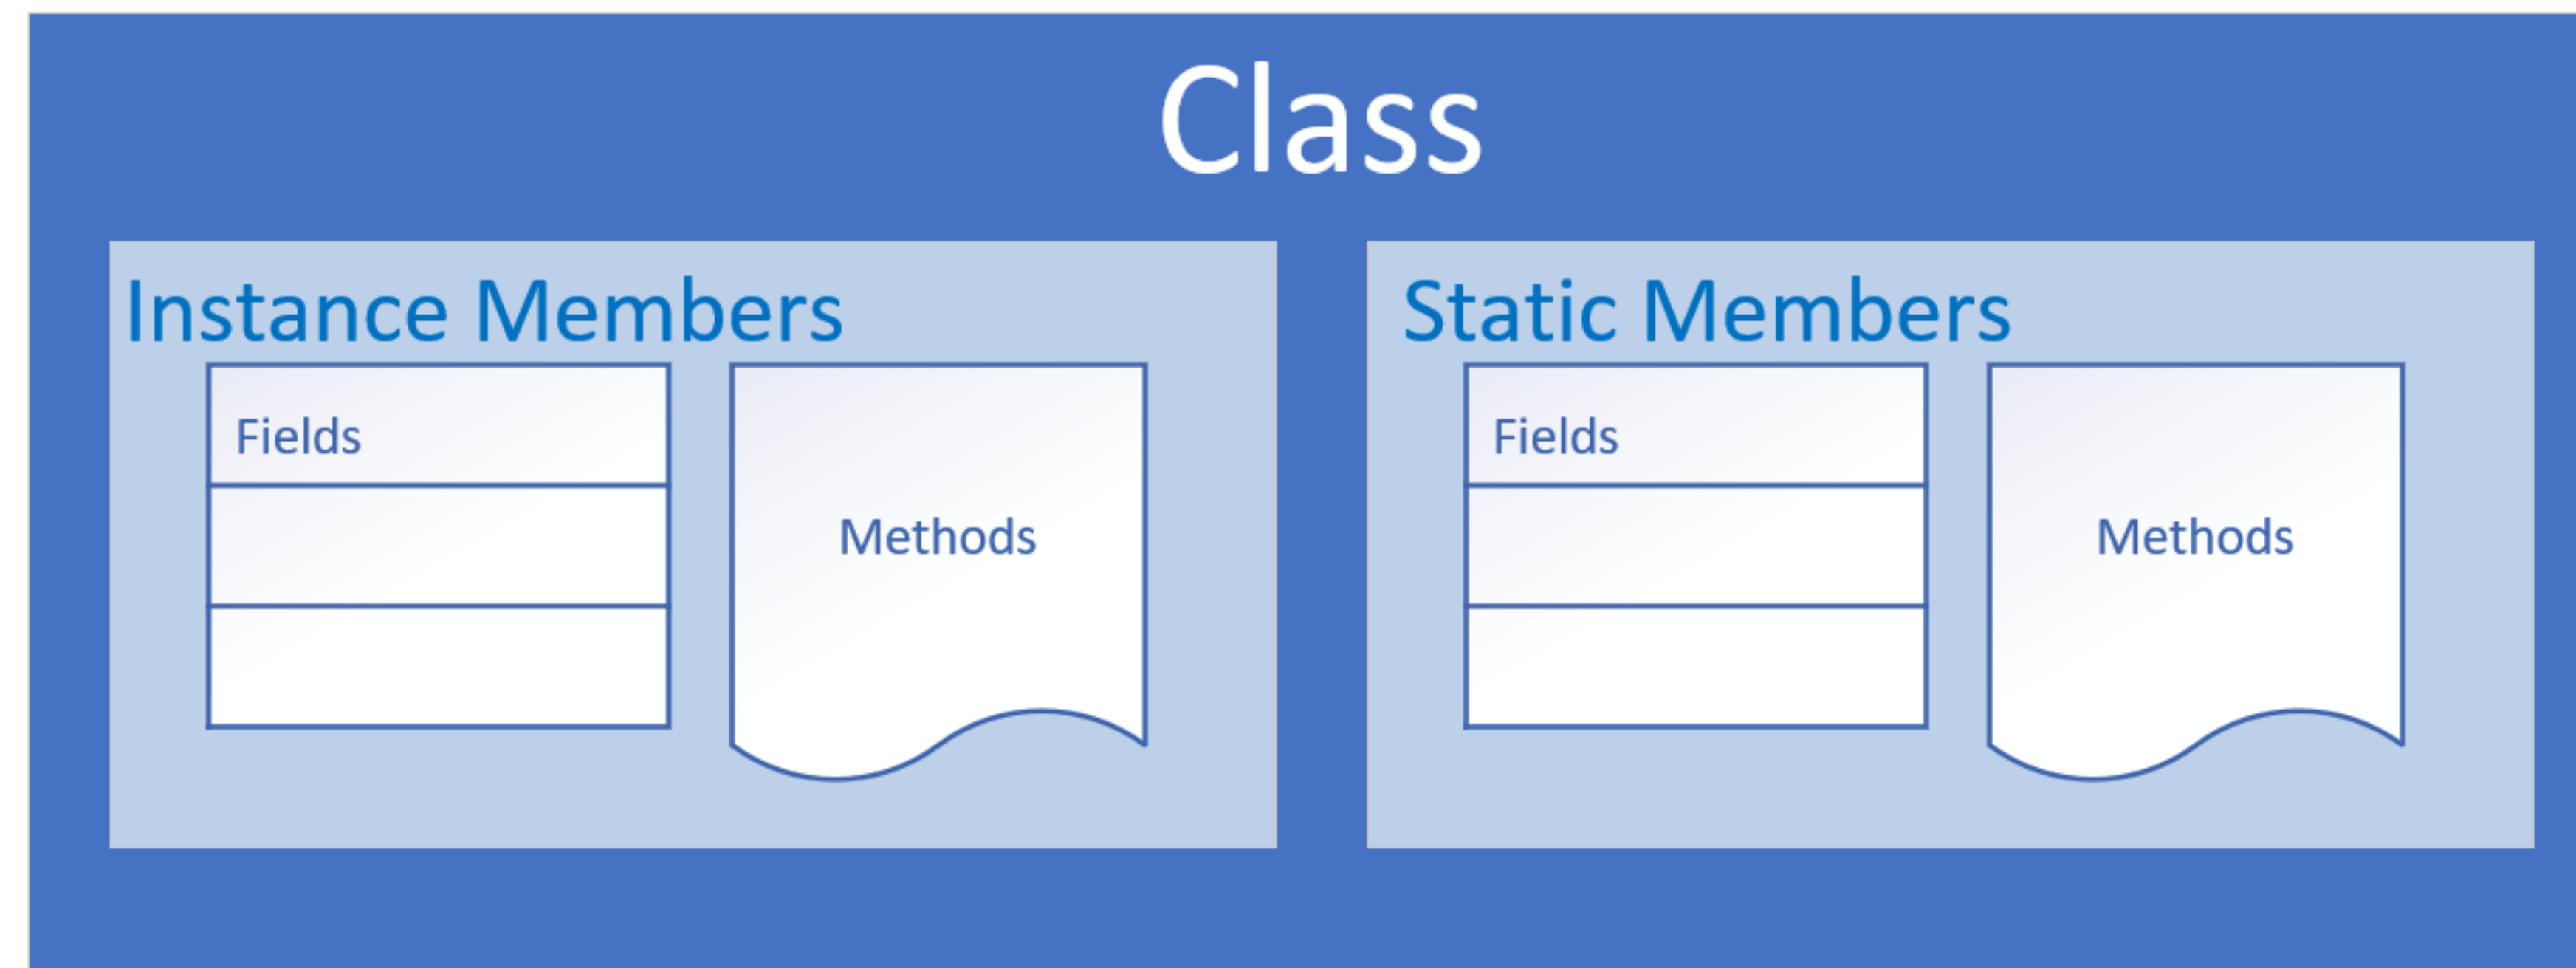 Class
Instance Members
Fields
Methods
Static Members
Fields
Methods